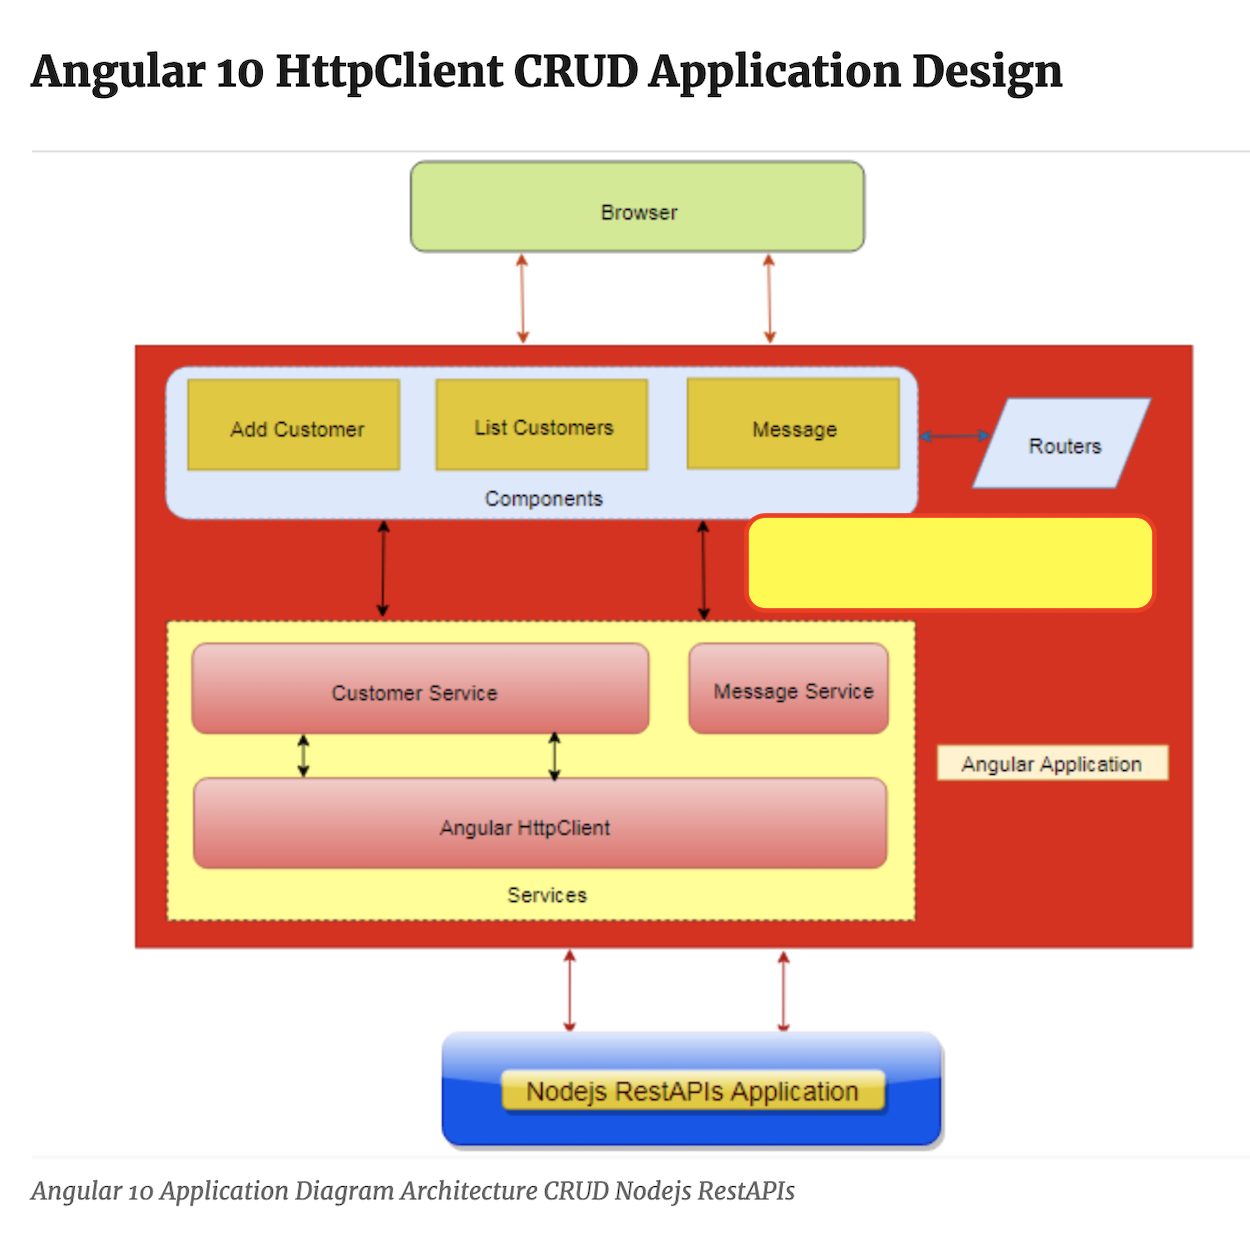 Angular 10 HttpClient CRUD Application Design
Browser
Add Customer
List Customers
Message
Routers
Components
Customer Service
Message Service
Angular Application
Angular HttpClient
Services
Nodejs RestAPIs Application
Angular 10 Application Diagram Architecture CRUD Nodejs RestAPIs